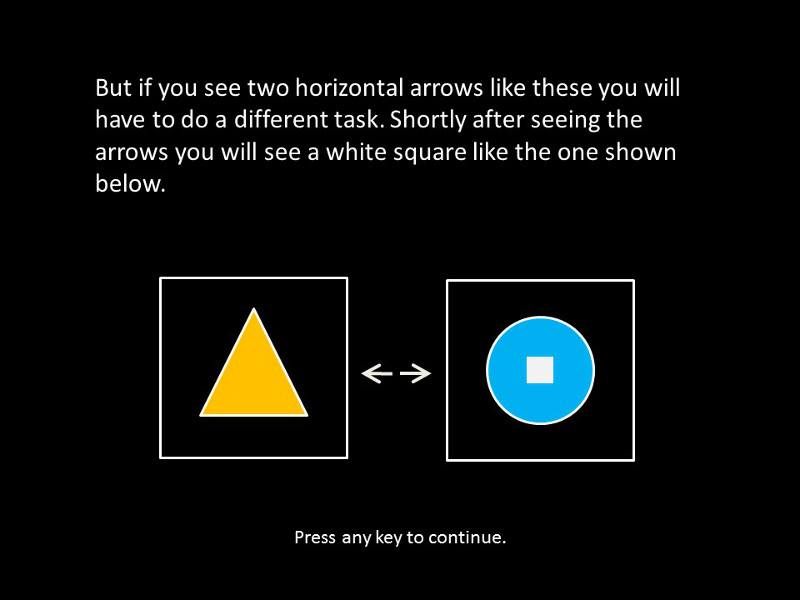 But if you see two horizontal arrows like these you will
have to do a different task. Shortly after seeing the
arrows you will see a white square like the one shown
below.
Press any key to continue.